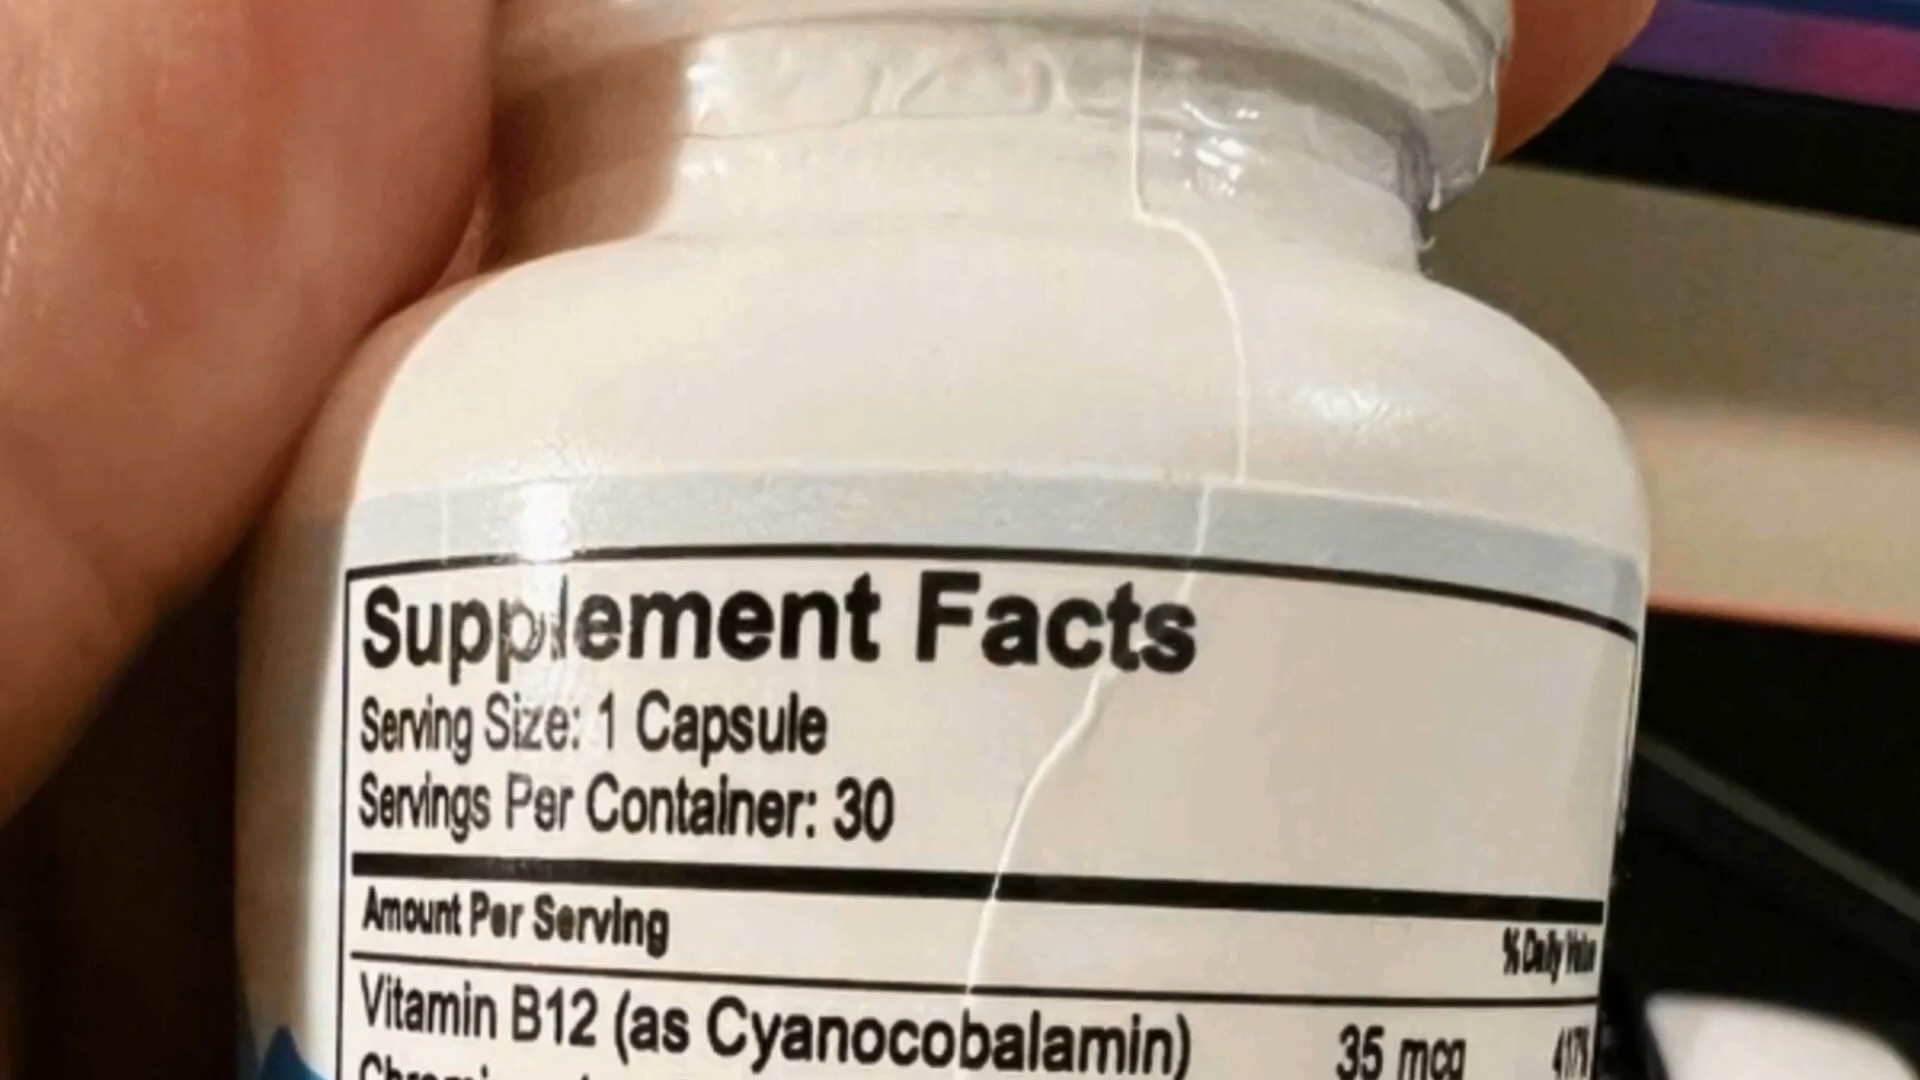 Supplement Facts
Serving Size: 1 Capsule
Servings Per Container: 30
Amount Per Serving
% Daily Value
Vitamin B12 (as Cyanocobalamin) 35 mcg